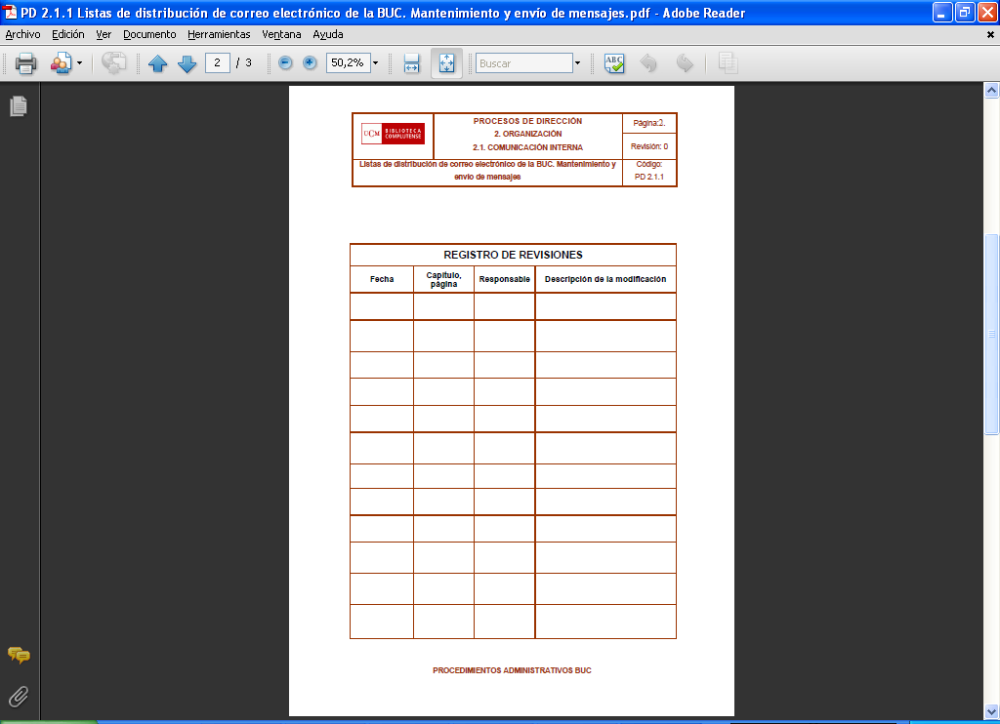 PD 2.1.1 Listas de distribución de correo electrónico de la BUC. Mantenimiento y envío de mensajes.pdf - Adobe Reader
Archivo Edición Ver Documento Herramientas Ventana Ayuda
2 / 3 50,2% Buscar
ABC
UCM BIBLIOTECA
COMPLUTENSE
PROCESOS DE DIRECCIÓN
2. ORGANIZACIÓN
2.1. COMUNICACIÓN INTERNA
Página:2.
Revisión: 0
Listas de distribución de correo electrónico de la BUC. Mantenimiento y
envío de mensajes
Código:
PD 2.1.1
REGISTRO DE REVISIONES
Fecha
Capítulo,
página
Responsable
Descripción de la modificación
PROCEDIMIENTOS ADMINISTRATIVOS BUC